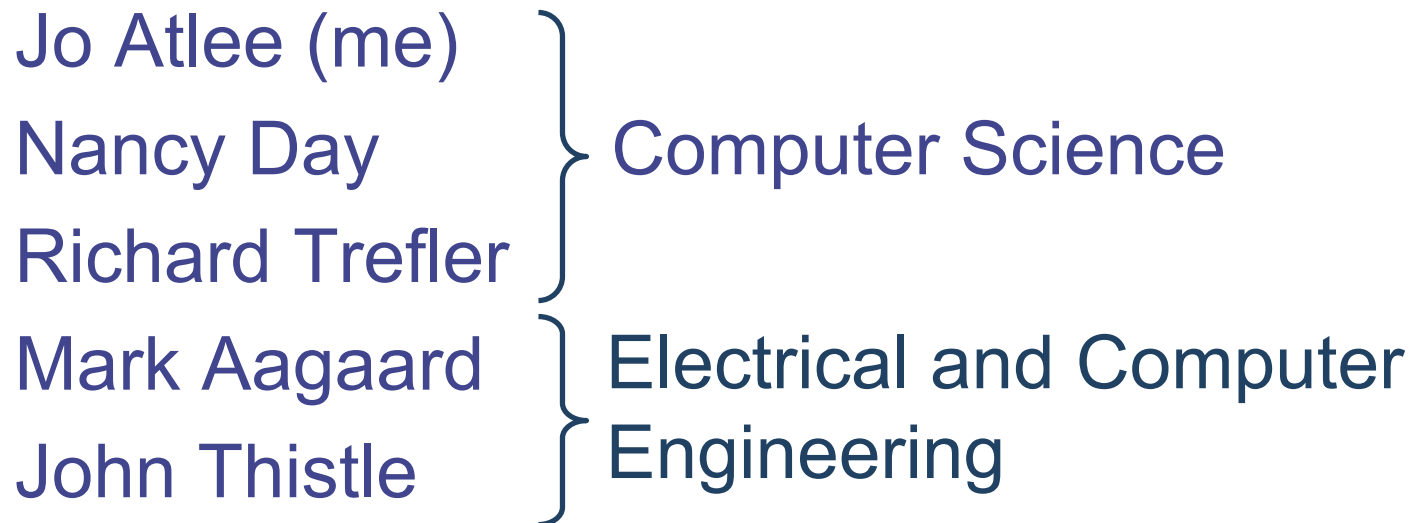 Jo Atlee (me)
Nancy Day
Computer Science
Richard Trefler
Mark Aagaard
Electrical and Computer
Engineering
John Thistle